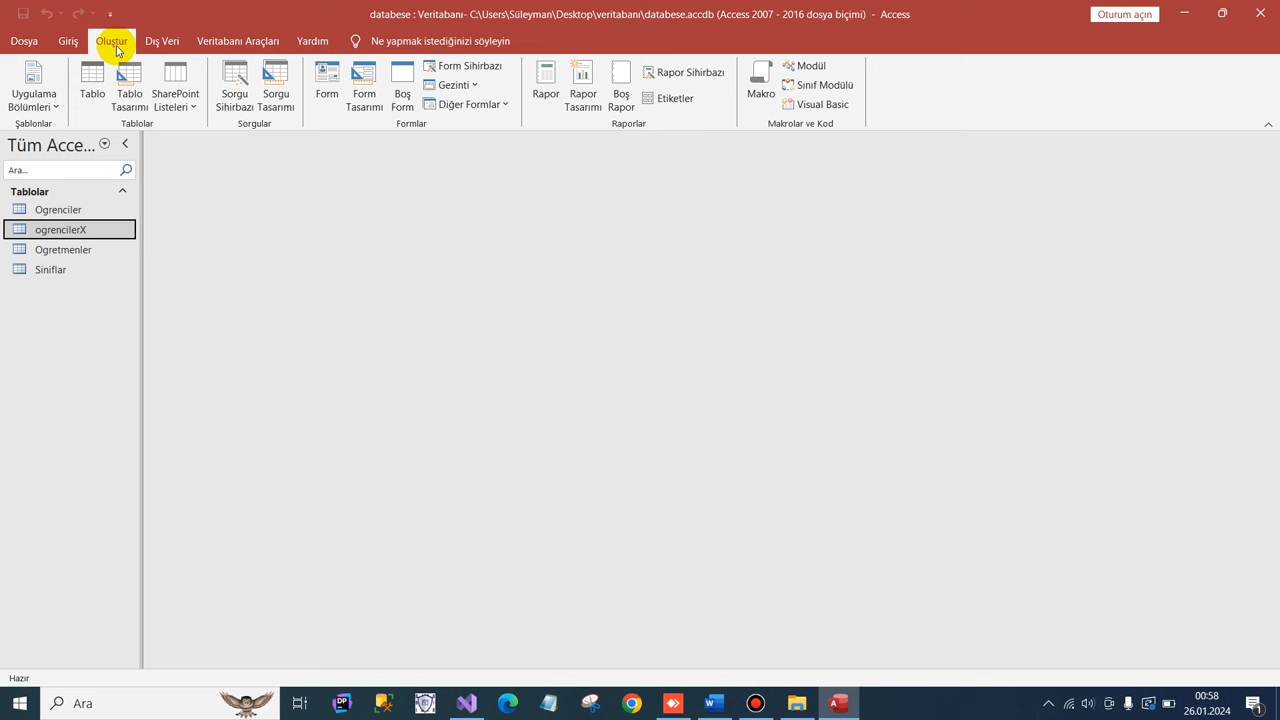 databese : Veritabanı- C:\Users\Süleyman\Desktop\veritabanı\databese.accdb (Access 2007 - 2016 dosya biçimi) - Access
Oturum açın
Dosya Giriş Oluştur Dış Veri Veritabanı Araçları Yardım Ne yapmak istediğinizi söyleyin
Uygulama Bölümleri
Şablonlar
Tablo
Tablo Tasarımı
SharePoint Listeleri
Tablolar
Sorgu Sihirbazı
Sorgu Tasarımı
Sorgular
Form
Form Tasarımı
Boş Form
Form Sihirbazı
Gezinti
Diğer Formlar
Formlar
Rapor
Rapor Tasarımı
Boş Rapor
Rapor Sihirbazı
Etiketler
Raporlar
Makro
Modül
Sınıf Modülü
Visual Basic
Makrolar ve Kod
Tüm Acce...
Ara...
Tablolar
Ogrenciler
ogrencilerX
Ogretmenler
Siniflar
Hazır
Ara
DP
W
A
00:58
26.01.2024
1